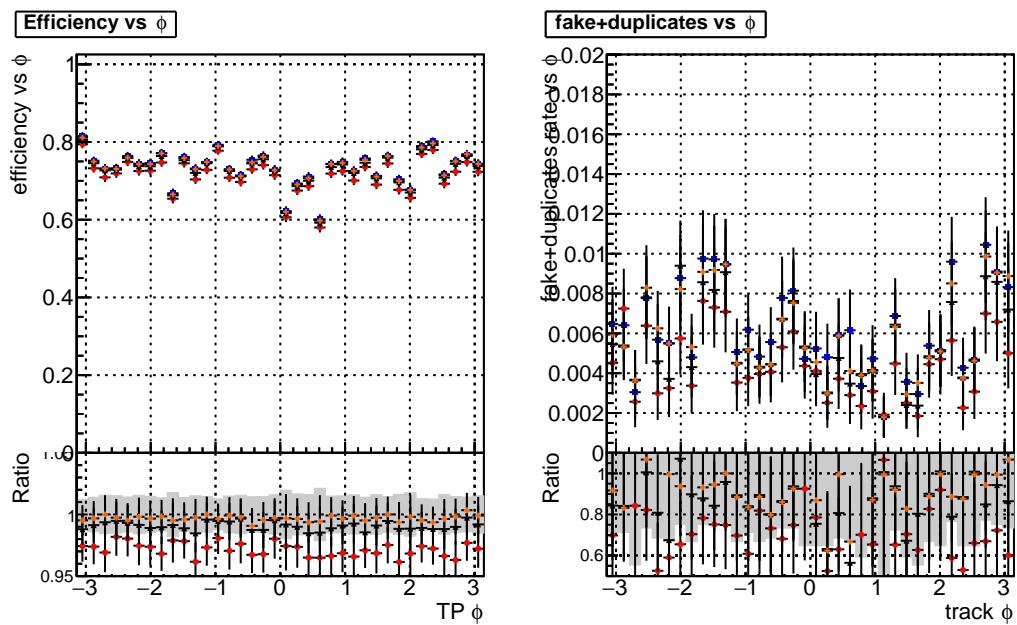 Efficiency vs ϕ
efficiency vs ϕ
1
0.8
0.6
0.4
0.2
0
Ratio
1.05
1
0.95
−3 −2 −1 0 1 2 3
TP ϕ
fake+duplicates vs ϕ
fake+duplicates rate vs ϕ
0.02
0.018
0.016
0.014
0.012
0.01
0.008
0.006
0.004
0.002
0
Ratio
1
0.8
0.6
−3 −2 −1 0 1 2 3
track ϕ